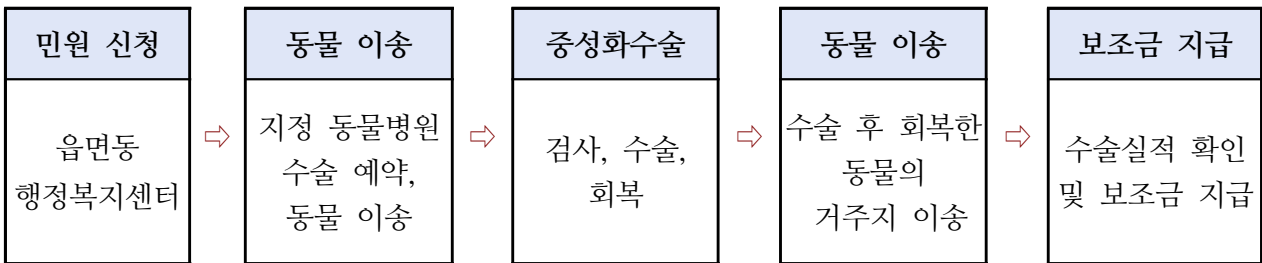 민원 신청
읍면동
행정복지센터
⇨
동물 이송
지정 동물병원
수술 예약,
동물 이송
⇨
중성화수술
검사, 수술,
회복
⇨
동물 이송
수술 후 회복한
동물의
거주지 이송
⇨
보조금 지급
수술실적 확인
및 보조금 지급